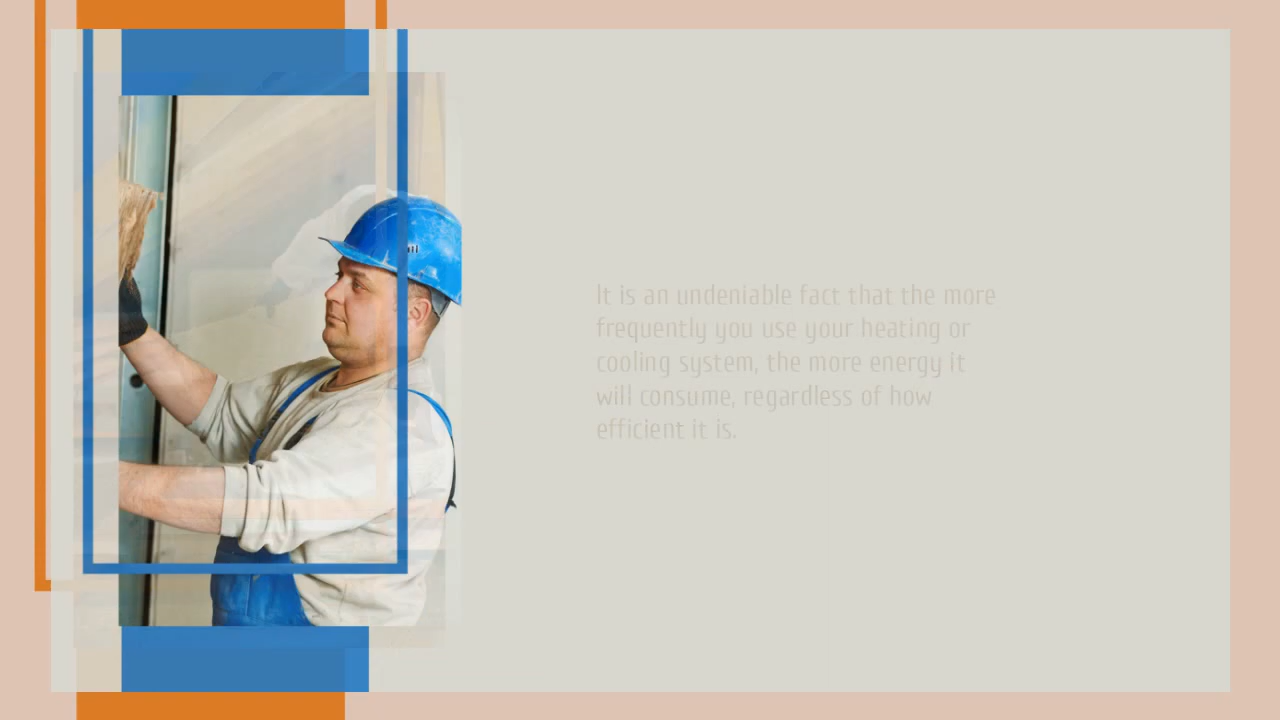 It is an undeniable fact that the more
frequently you use your heating or
cooling system, the more energy it
will consume, regardless of how
efficient it is.